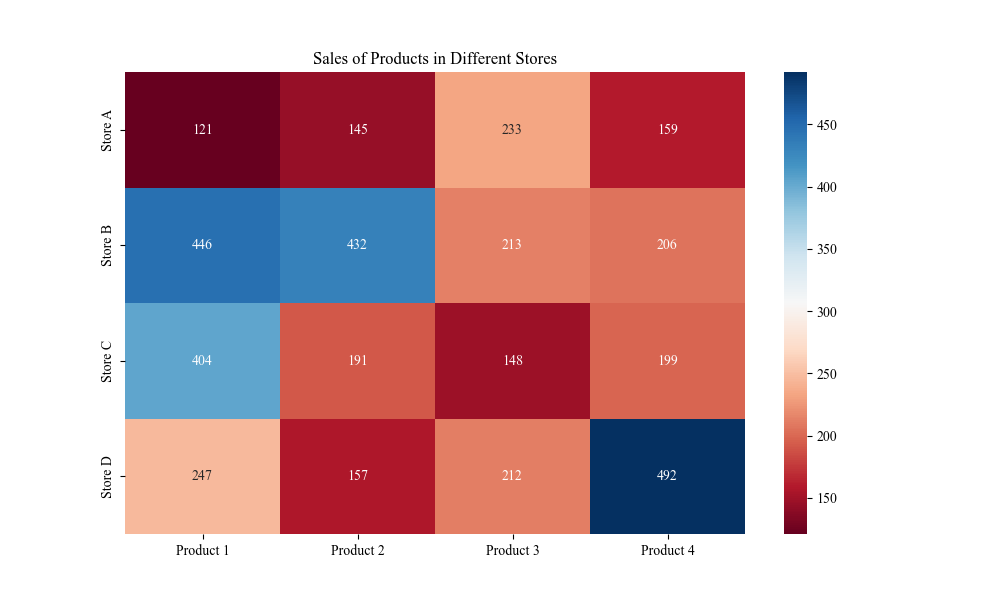 Sales of Products in Different Stores
Store A
121 145 233 159
450
400
Store B
446 432 213 206
350
300
Store C
404 191 148 199
250
200
Store D
247 157 212 492
150
Product 1 Product 2 Product 3 Product 4